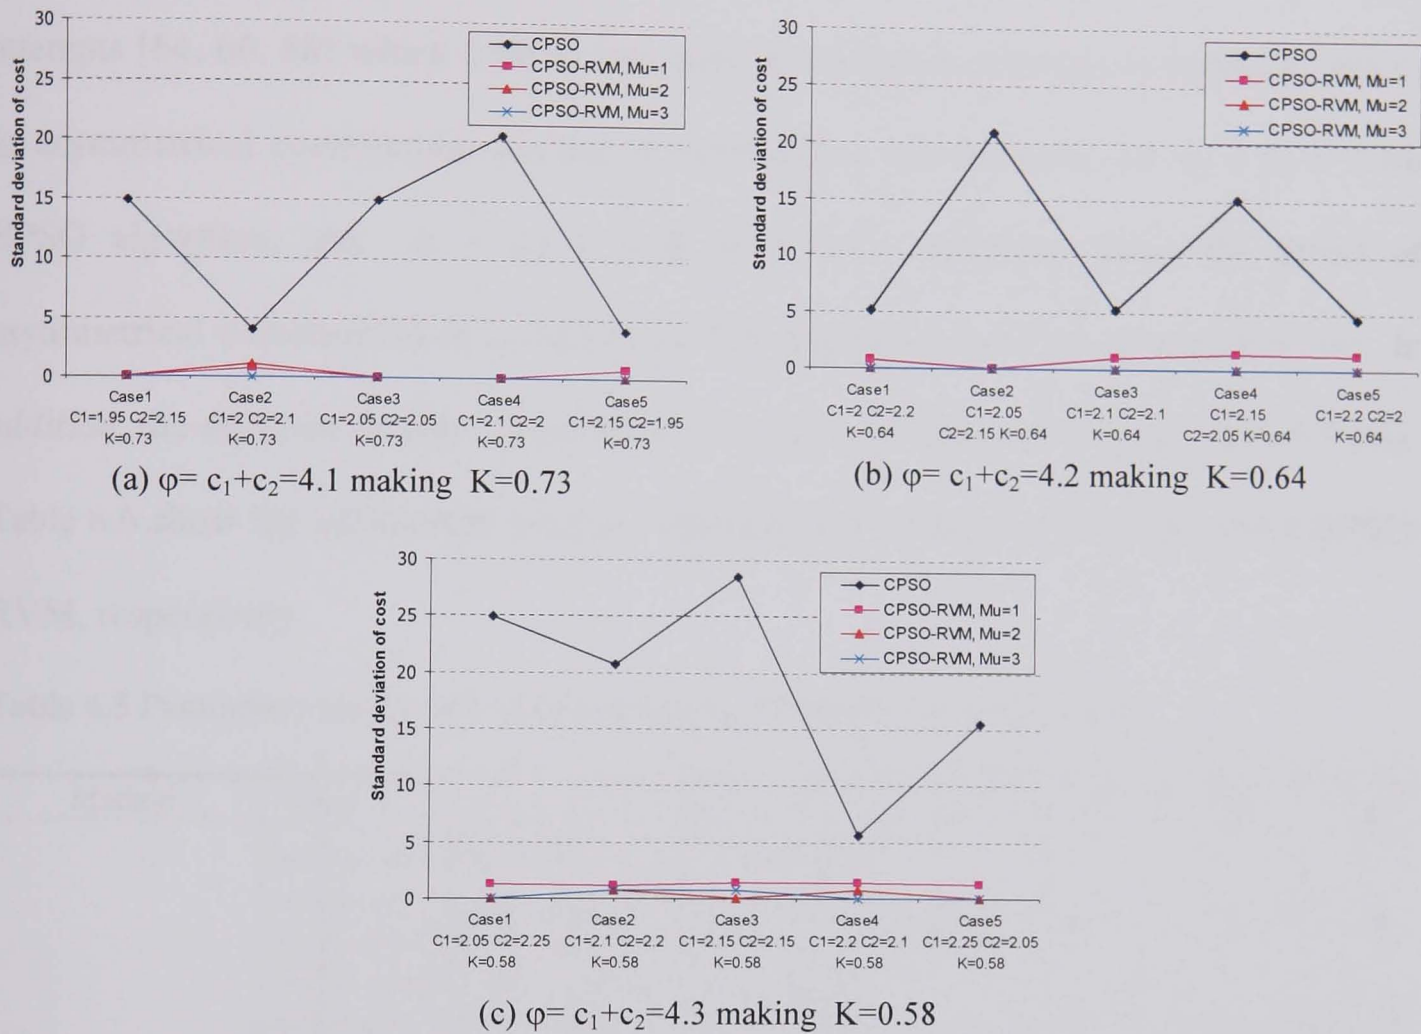 30
25
20
15
10
5
0
Standard deviation of cost
CPSO
CPSO-RVM, Mu=1
CPSO-RVM, Mu=2
CPSO-RVM, Mu=3
Case1 Case2 Case3 Case4 Case5
C1=1.95 C2=2.15 C1=2 C2=2.1 C1=2.05 C2=2.05 C1=2.1 C2=2 C1=2.15 C2=1.95
K=0.73 K=0.73 K=0.73 K=0.73 K=0.73
(a) φ= c₁+c₂=4.1 making K=0.73
30
25
20
15
10
5
0
Standard deviation of cost
CPSO
CPSO-RVM, Mu=1
CPSO-RVM, Mu=2
CPSO-RVM, Mu=3
Case1 Case2 Case3 Case4 Case5
C1=2 C2=2.2 C1=2.05 C1=2.1 C2=2.1 C1=2.15 C1=2.2 C2=2
K=0.64 C2=2.15 K=0.64 K=0.64 C2=2.05 K=0.64 K=0.64
(b) φ= c₁+c₂=4.2 making K=0.64
30
25
20
15
10
5
0
Standard deviation of cost
CPSO
CPSO-RVM, Mu=1
CPSO-RVM, Mu=2
CPSO-RVM, Mu=3
Case1 Case2 Case3 Case4 Case5
C1=2.05 C2=2.25 C1=2.1 C2=2.2 C1=2.15 C2=2.15 C1=2.2 C2=2.1 C1=2.25 C2=2.05
K=0.58 K=0.58 K=0.58 K=0.58 K=0.58
(c) φ= c₁+c₂=4.3 making K=0.58